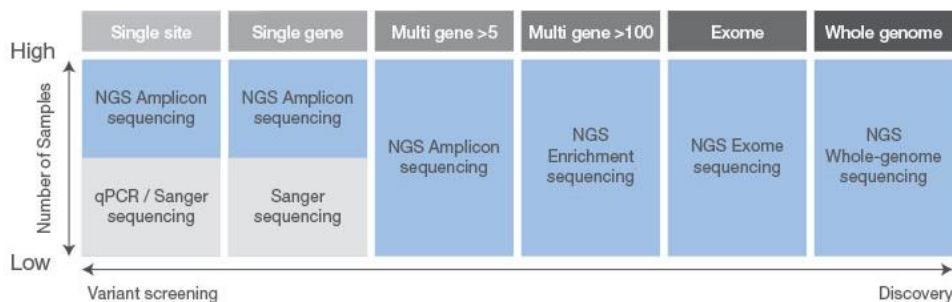 Single site
Single gene
Multi gene >5
Multi gene >100
Exome
Whole genome
High
Number of Samples
Low
NGS Amplicon
sequencing
NGS Amplicon
sequencing
qPCR / Sanger
sequencing
Sanger
sequencing
NGS Amplicon
sequencing
NGS
Enrichment
sequencing
NGS Exome
sequencing
NGS
Whole-genome
sequencing
Variant screening
Discovery